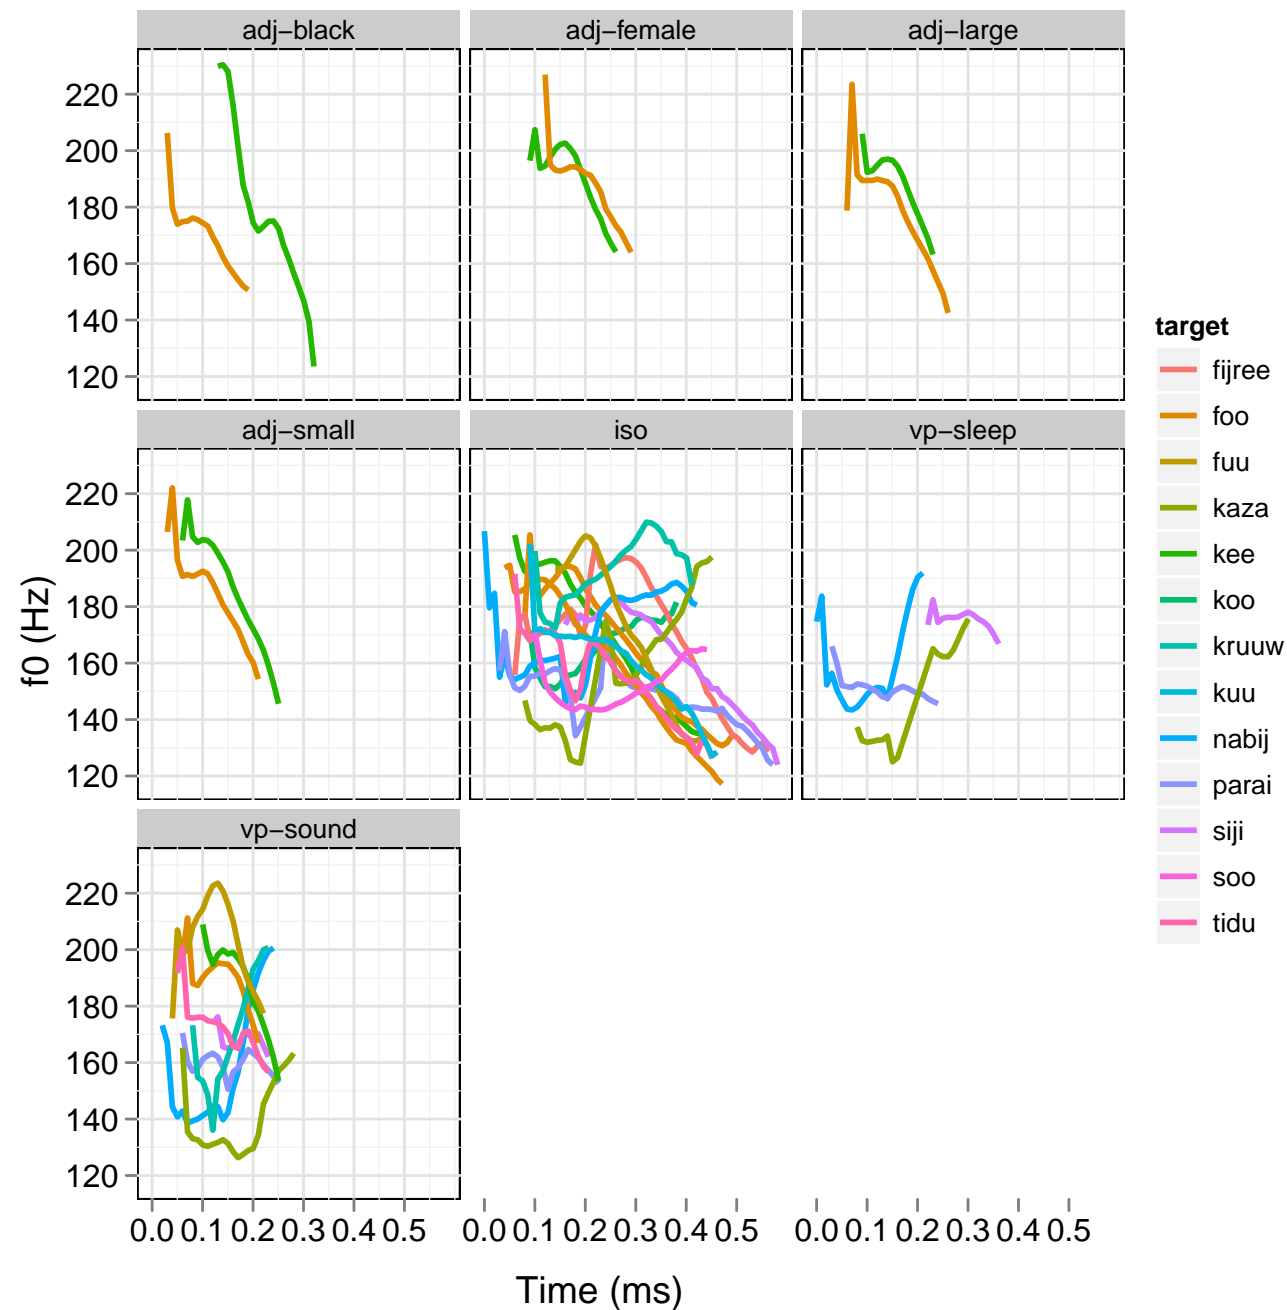 adj−black adj−female adj−large
220
200
180
160
140
120
adj−small iso vp−sleep
220
200
180
160
140
120
vp−sound
220
200
180
160
140
120
0.0 0.1 0.2 0.3 0.4 0.5 0.0 0.1 0.2 0.3 0.4 0.5 0.0 0.1 0.2 0.3 0.4 0.5
Time (ms)
f0 (Hz)
target
fijree
foo
fuu
kaza
kee
koo
kruuw
kuu
nabij
parai
siji
soo
tidu